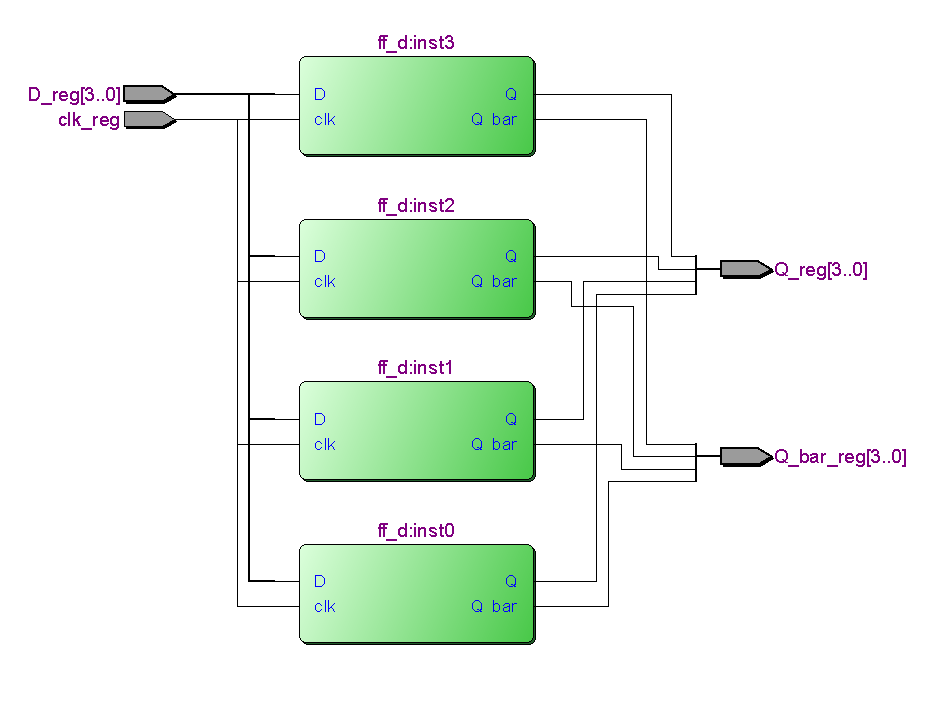 ff_d:inst3
D_reg[3..0]
clk_reg
D Q
clk Q bar
ff_d:inst2
D Q
clk Q bar
Q_reg[3..0]
ff_d:inst1
D Q
clk Q bar
Q_bar_reg[3..0]
ff_d:inst0
D Q
clk Q bar